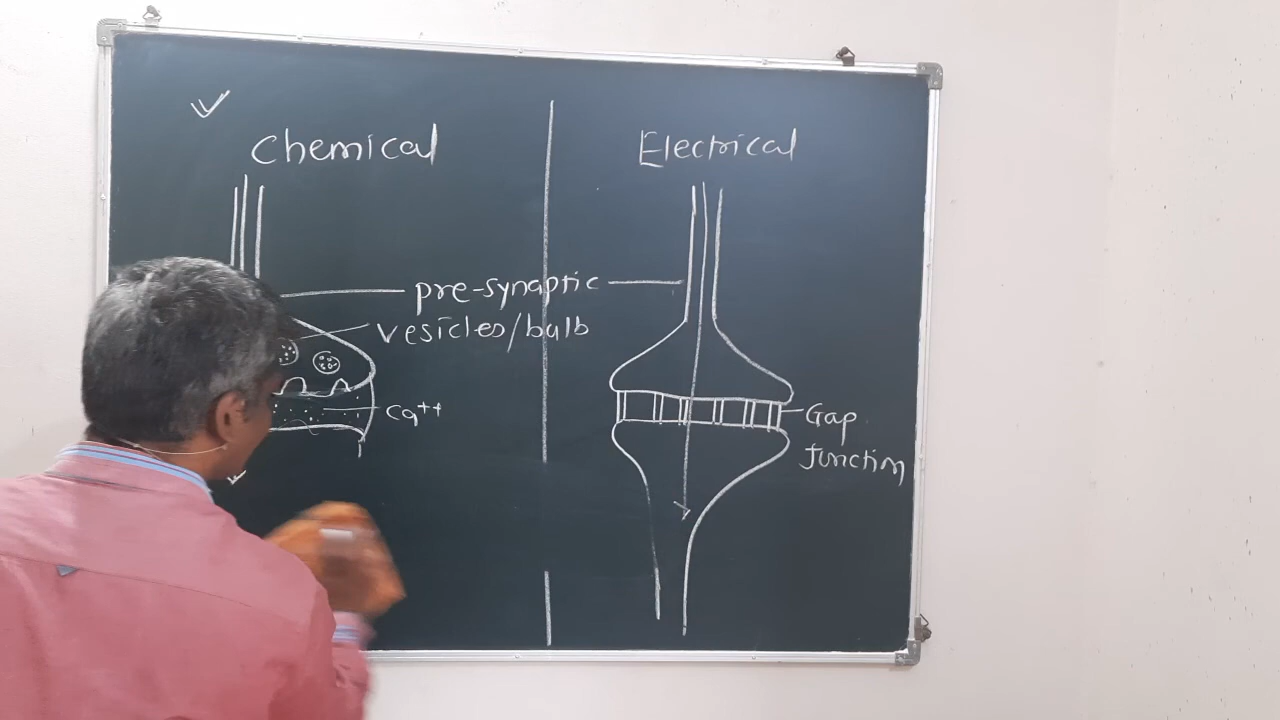 Chemical
Electrical
pre-synaptic
vesicles/bulb
Ca++
Gap
Junction